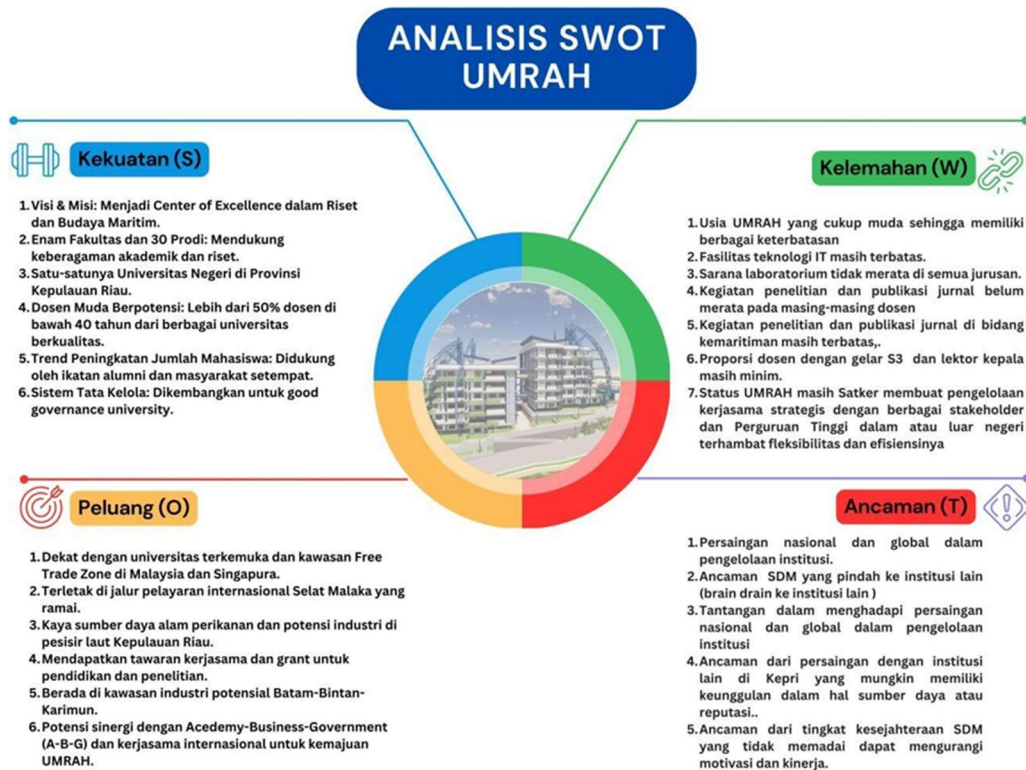 ANALISIS SWOT
UMRAH
Kekuatan (S)
1. Visi & Misi: Menjadi Center of Excellence dalam Riset
dan Budaya Maritim.
2. Enam Fakultas dan 30 Prodi: Mendukung
keberagaman akademik dan riset.
3. Satu-satunya Universitas Negeri di Provinsi
Kepulauan Riau.
4. Dosen Muda Berpotensi: Lebih dari 50% dosen di
bawah 40 tahun dari berbagai universitas
berkualitas.
5. Trend Peningkatan Jumlah Mahasiswa: Didukung
oleh ikatan alumni dan masyarakat setempat.
6. Sistem Tata Kelola: Dikembangkan untuk good
governance university.
Kelemahan (W)
1. Usia UMRAH yang cukup muda sehingga memiliki
berbagai keterbatasan
2. Fasilitas teknologi IT masih terbatas.
3. Sarana laboratorium tidak merata di semua jurusan.
4. Kegiatan penelitian dan publikasi jurnal belum
merata pada masing-masing dosen
5. Kegiatan penelitian dan publikasi jurnal di bidang
kemaritiman masih terbatas,.
6. Proporsi dosen dengan gelar S3 dan lektor kepala
masih minim.
7. Status UMRAH masih Satker membuat pengelolaan
kerjasama strategis dengan berbagai stakeholder
dan Perguruan Tinggi dalam atau luar negeri
terhambat fleksibilitas dan efisiensinya
Peluang (O)
1. Dekat dengan universitas terkemuka dan kawasan Free
Trade Zone di Malaysia dan Singapura.
2. Terletak di jalur pelayaran internasional Selat Malaka yang
ramai.
3. Kaya sumber daya alam perikanan dan potensi industri di
pesisir laut Kepulauan Riau.
4. Mendapatkan tawaran kerjasama dan grant untuk
pendidikan dan penelitian.
5. Berada di kawasan industri potensial Batam-Bintan-
Karimun.
6. Potensi sinergi dengan Acedemy-Business-Government
(A-B-G) dan kerjasama internasional untuk kemajuan
UMRAH.
Ancaman (T)
1. Persaingan nasional dan global dalam
pengelolaan institusi.
2. Ancaman SDM yang pindah ke institusi lain
(brain drain ke institusi lain )
3. Tantangan dalam menghadapi persaingan
nasional dan global dalam pengelolaan
institusi
4. Ancaman dari persaingan dengan institusi
lain di Kepri yang mungkin memiliki
keunggulan dalam hal sumber daya atau
reputasi..
5. Ancaman dari tingkat kesejahteraan SDM
yang tidak memadai dapat mengurangi
motivasi dan kinerja.